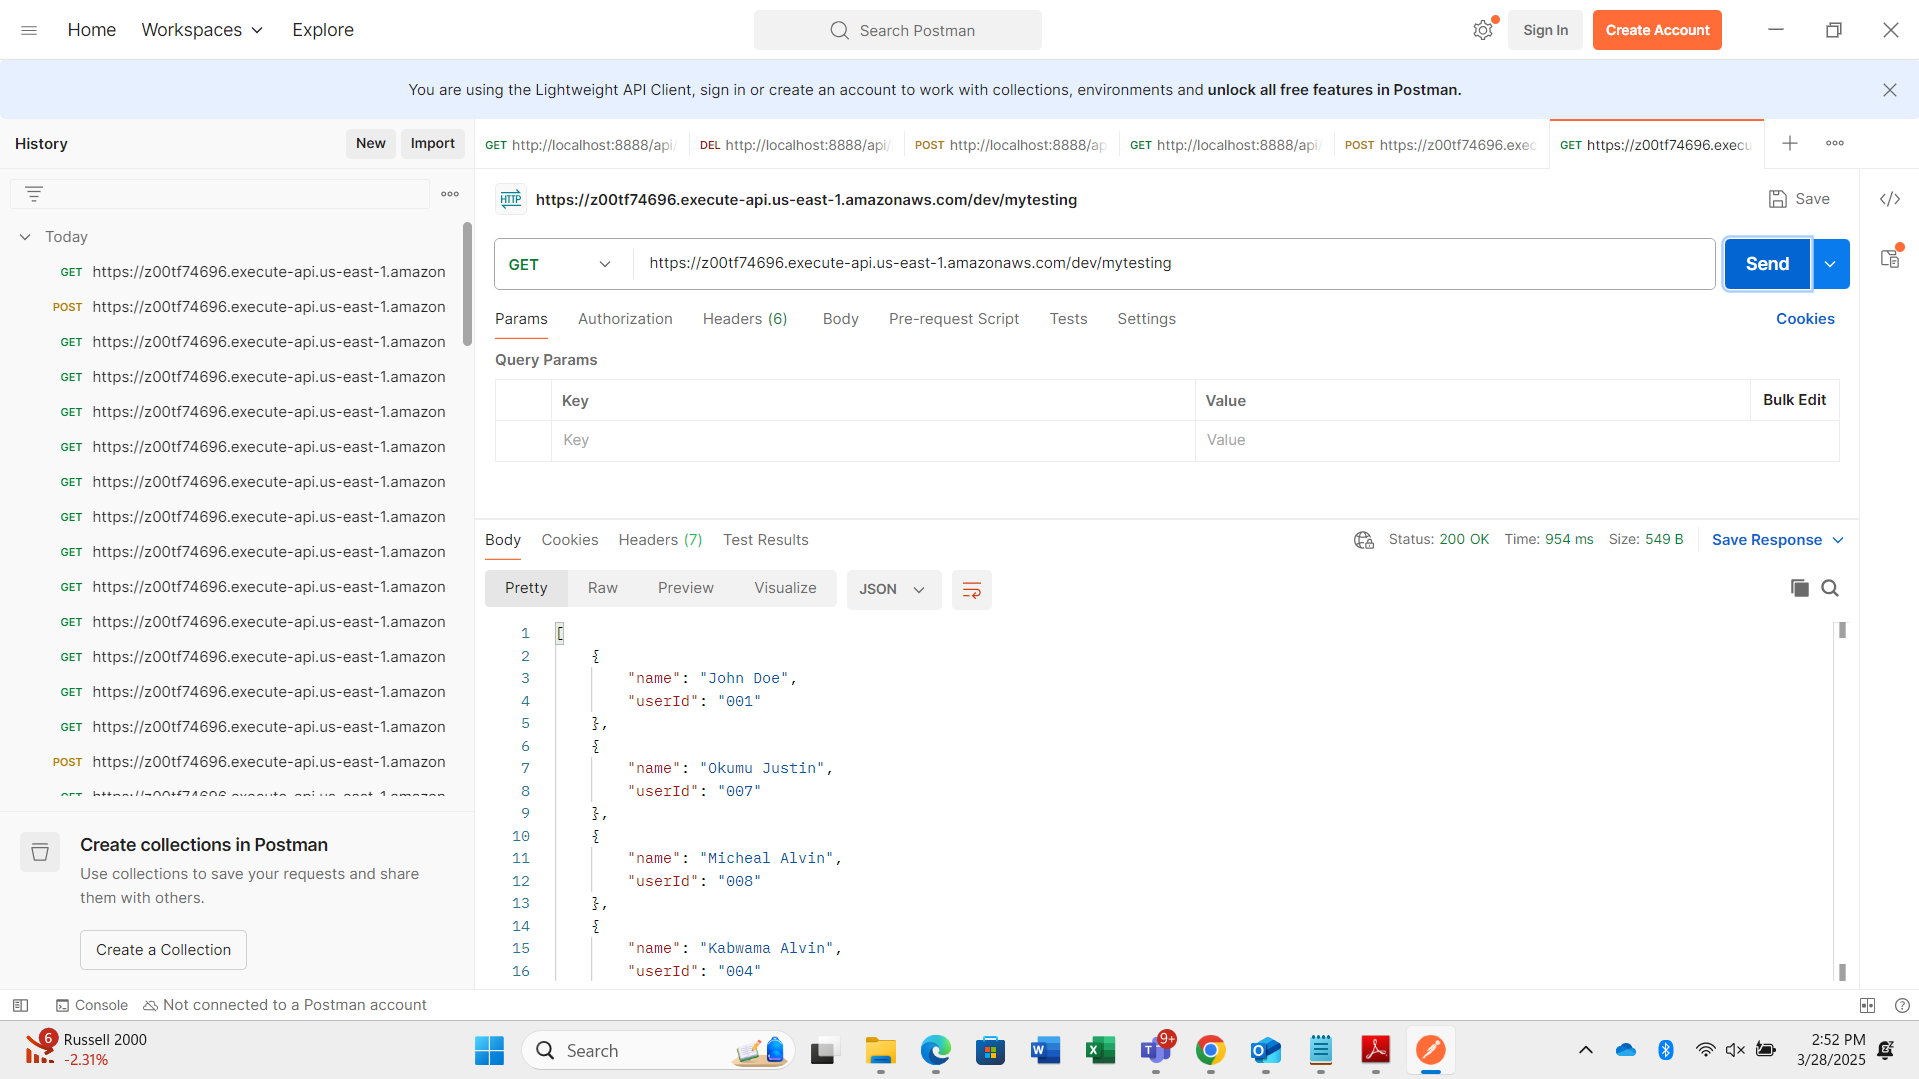 Home Workspaces Explore
Search Postman
Sign In Create Account
You are using the Lightweight API Client, sign in or create an account to work with collections, environments and unlock all free features in Postman.
History New Import
GET http://localhost:8888/api/ DEL http://localhost:8888/api/ POST http://localhost:8888/ap GET http://localhost:8888/api/ POST https://z00tf74696.exec GET https://z00tf74696.execu
Today
GET https://z00tf74696.execute-api.us-east-1.amazon
POST https://z00tf74696.execute-api.us-east-1.amazon
GET https://z00tf74696.execute-api.us-east-1.amazon
GET https://z00tf74696.execute-api.us-east-1.amazon
GET https://z00tf74696.execute-api.us-east-1.amazon
GET https://z00tf74696.execute-api.us-east-1.amazon
GET https://z00tf74696.execute-api.us-east-1.amazon
GET https://z00tf74696.execute-api.us-east-1.amazon
GET https://z00tf74696.execute-api.us-east-1.amazon
GET https://z00tf74696.execute-api.us-east-1.amazon
GET https://z00tf74696.execute-api.us-east-1.amazon
GET https://z00tf74696.execute-api.us-east-1.amazon
GET https://z00tf74696.execute-api.us-east-1.amazon
GET https://z00tf74696.execute-api.us-east-1.amazon
POST https://z00tf74696.execute-api.us-east-1.amazon
GET https://z00tf74696.execute-api.us-east-1.amazon
Create collections in Postman
Use collections to save your requests and share
them with others.
Create a Collection
HTTP https://z00tf74696.execute-api.us-east-1.amazonaws.com/dev/mytesting Save
GET https://z00tf74696.execute-api.us-east-1.amazonaws.com/dev/mytesting Send
Params Authorization Headers (6) Body Pre-request Script Tests Settings Cookies
Query Params
Key Value Bulk Edit
Key Value
Body Cookies Headers (7) Test Results Status: 200 OK Time: 954 ms Size: 549 B Save Response
Pretty Raw Preview Visualize JSON
1 [
2 {
3 "name": "John Doe",
4 "userId": "001"
5 },
6 {
7 "name": "Okumu Justin",
8 "userId": "007"
9 },
10 {
11 "name": "Micheal Alvin",
12 "userId": "008"
13 },
14 {
15 "name": "Kabwama Alvin",
16 "userId": "004"
Console Not connected to a Postman account
6 Russell 2000
-2.31%
Search
9+
2:52 PM
3/28/2025